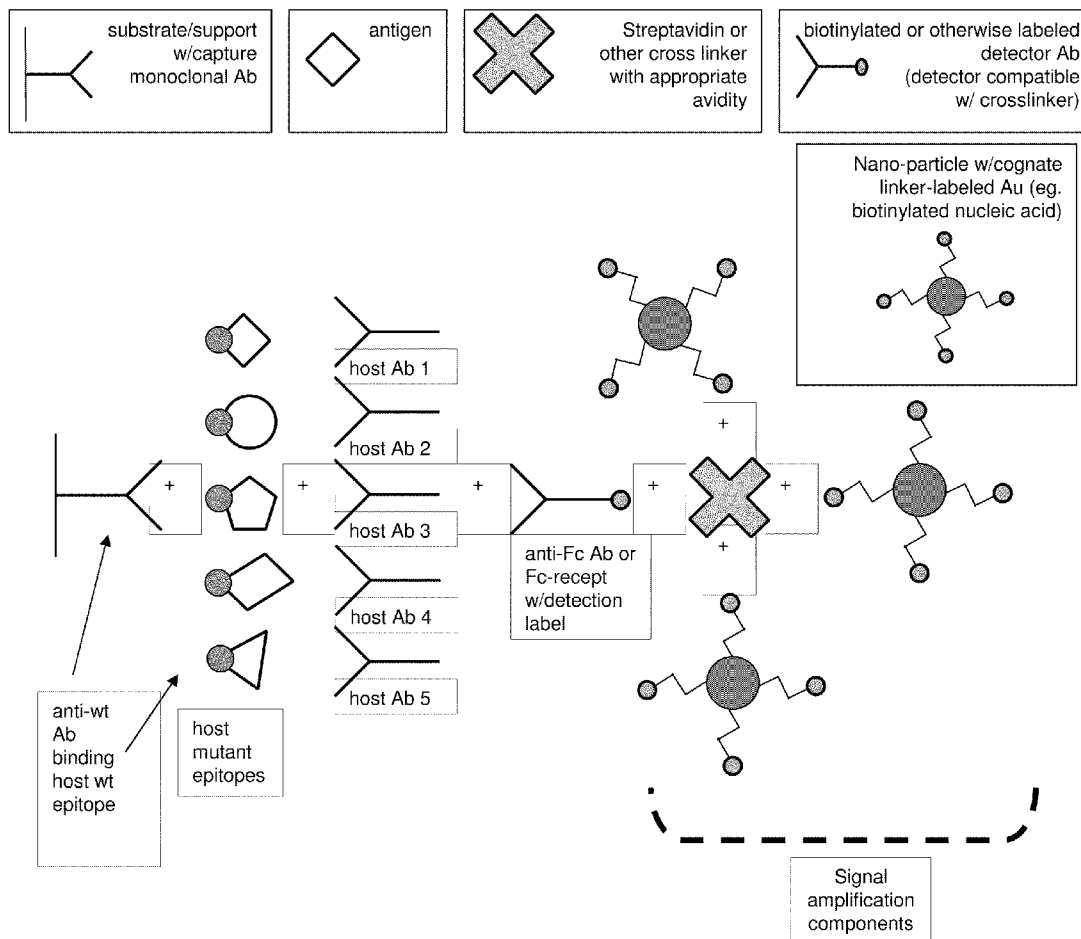 substrate/support
w/capture
monoclonal Ab
antigen
Streptavidin or
other cross linker
with appropriate
avidity
biotinylated or otherwise labeled
detector Ab
(detector compatible
w/ crosslinker)
Nano-particle w/cognate
linker-labeled Au (eg.
biotinylated nucleic acid)
host Ab 1
host Ab 2
host Ab 3
host Ab 4
host Ab 5
+
+
+
+
+
+
+
anti-Fc Ab or
Fc-recept
w/detection
label
anti-wt
Ab
binding
host wt
epitope
host
mutant
epitopes
Signal
amplification
components